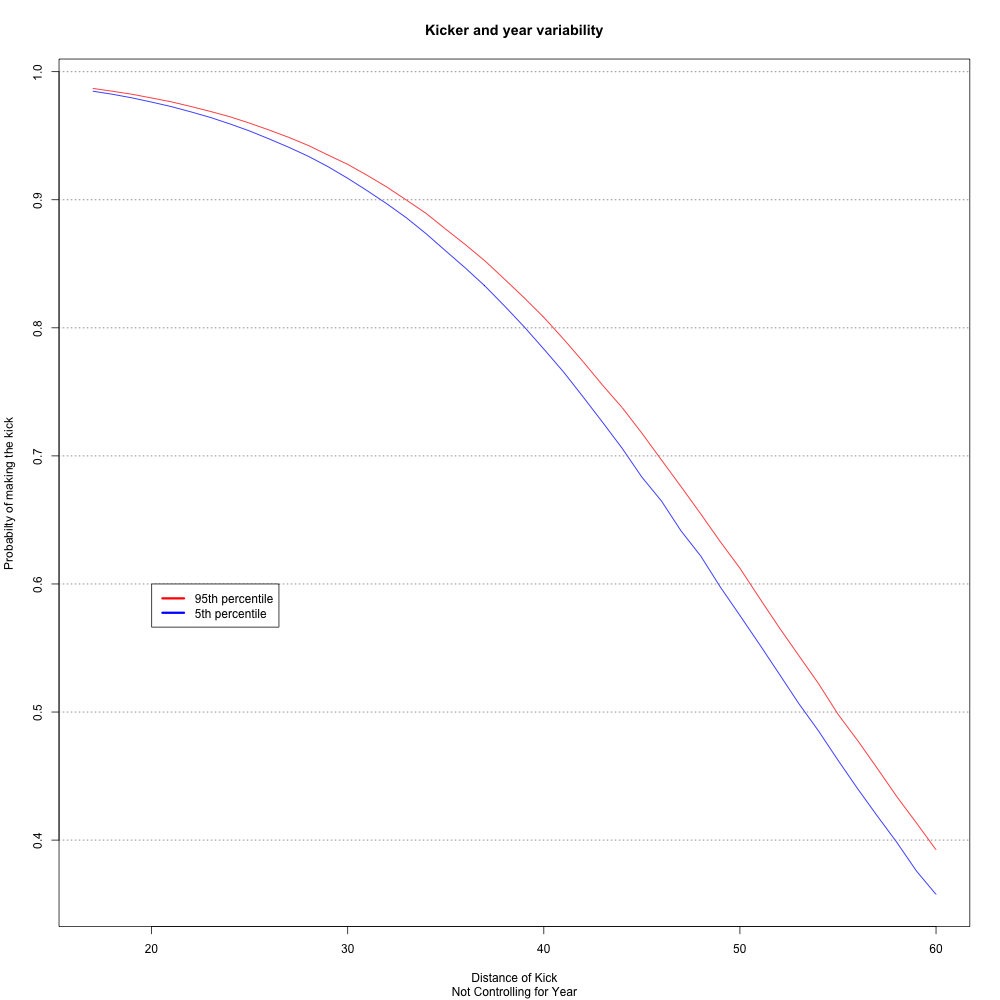 Kicker and year variability
1.0
0.9
0.8
0.7
0.6
0.5
0.4
Probabilty of making the kick
95th percentile
5th percentile
20 30 40 50 60
Distance of Kick
Not Controlling for Year